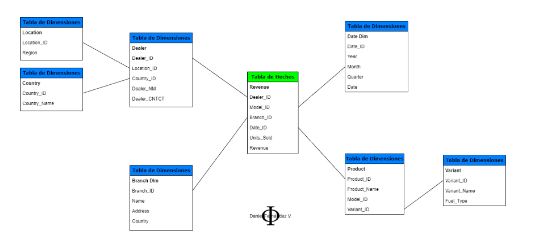 Tabla de Dimensiones
Location
Location_ID
Region
Tabla de Dimensiones
Country
Country_ID
Country_Name
Tabla de Dimensiones
Dealer
Dealer_ID
Location_ID
Country_ID
Dealer_NM
Dealer_CNTCT
Tabla de Dimensiones
Branch Dim
Branch_ID
Name
Address
Country
Tabla de Hechos
Revenue
Dealer_ID
Model_ID
Branch_ID
Date_ID
Units_Sold
Revenue
Tabla de Dimensiones
Date Dim
Date_ID
Year
Month
Quarter
Date
Tabla de Dimensiones
Product
Product_ID
Product_Name
Model_ID
Variant_ID
Tabla de Dimensiones
Variant
Variant_ID
Variant_Name
Fuel_Type
V.